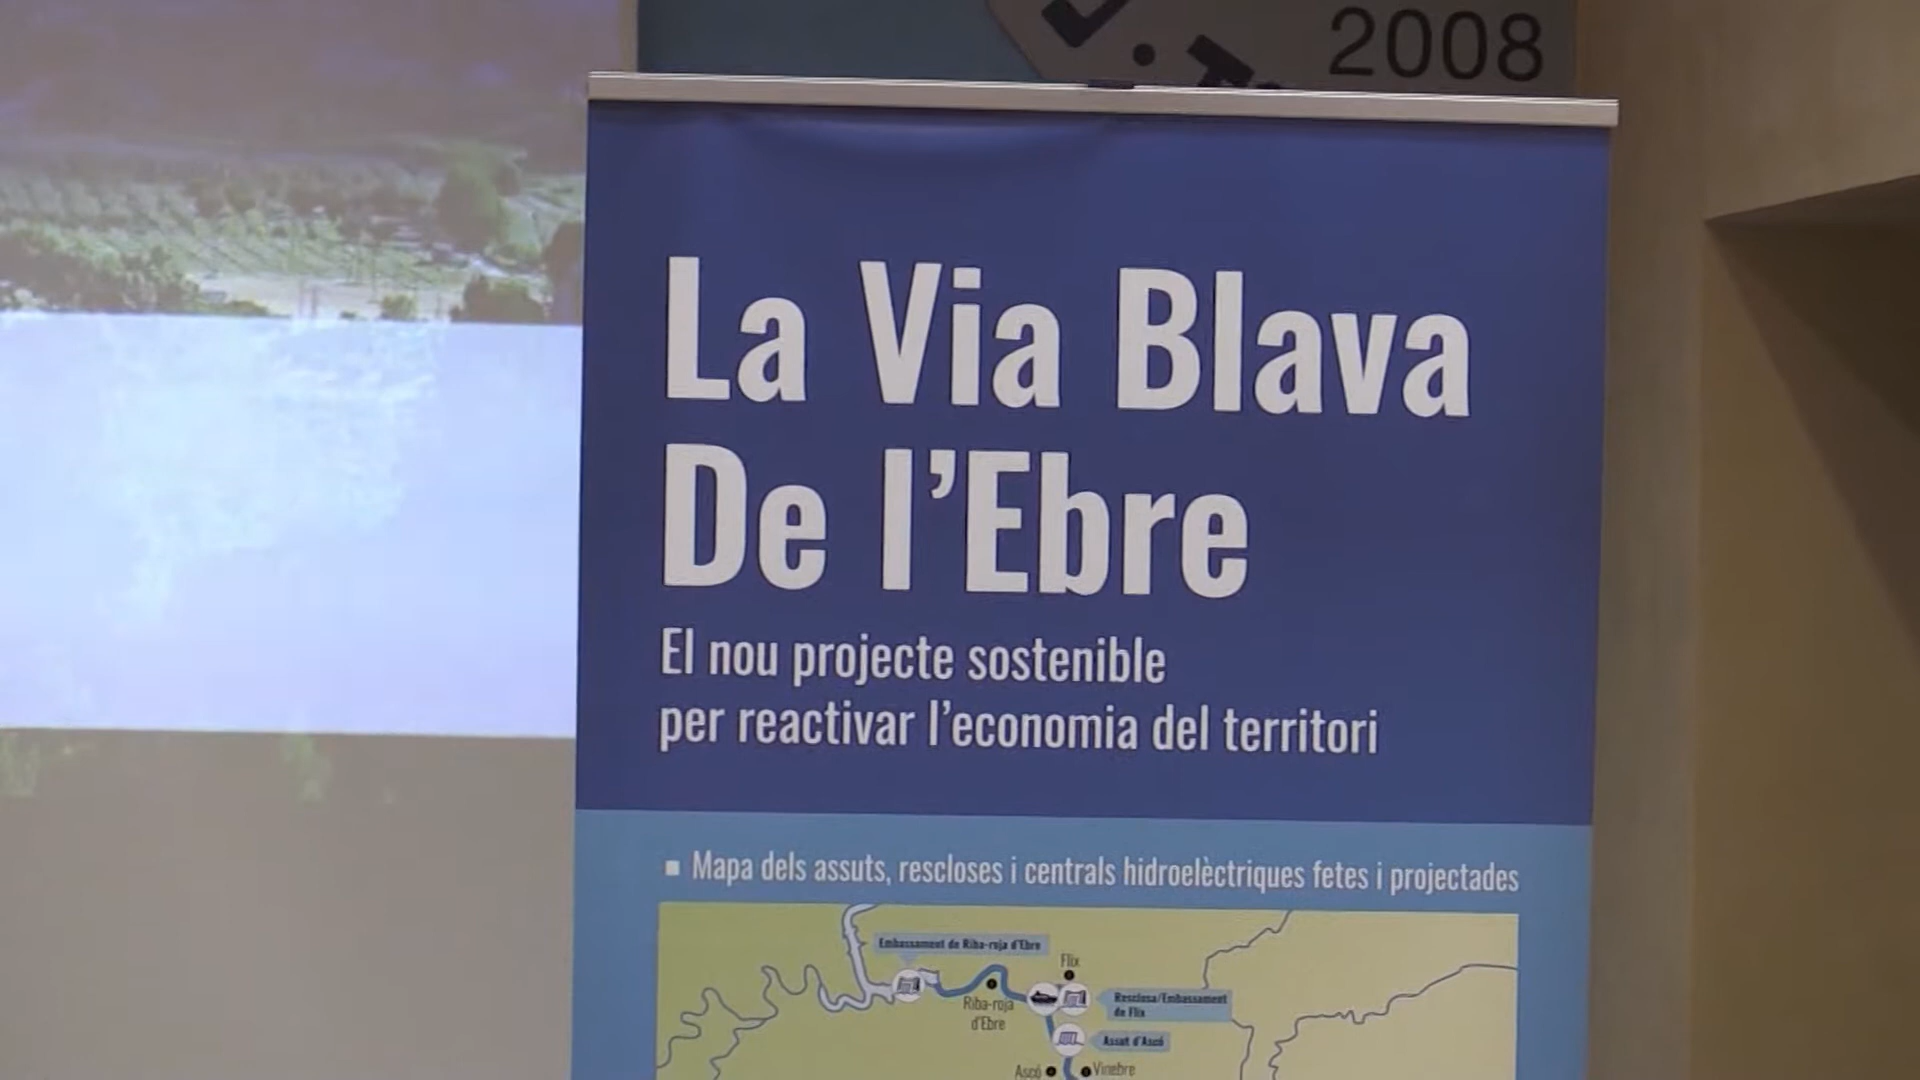 2008
La Via Blava
De l’Ebre
El nou projecte sostenible
per reactivar l’economia del territori
▪ Mapa dels assuts, rescloses i centrals hidroelèctriques fetes i projectades
Embassament de Riba-roja d’Ebre
Flix
Riba-roja
d’Ebre
Resclosa/Embassament
de Flix
Assut d’Ascó
Ascó
Vinebre